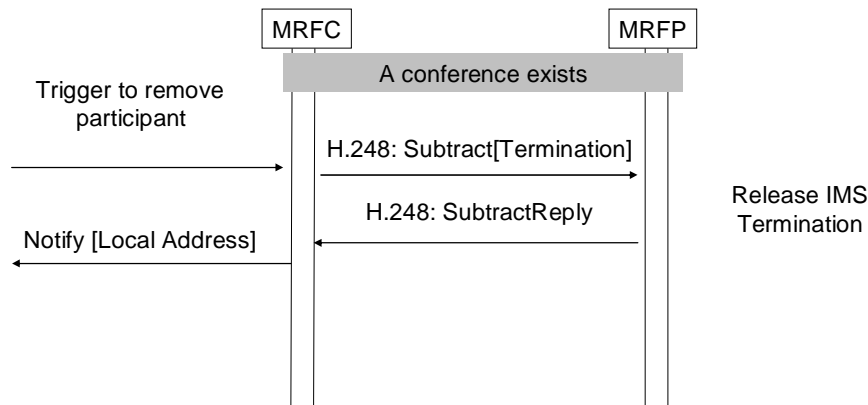 MRFC
MRFP
A conference exists
Trigger to remove
participant
H.248: Subtract[Termination]
H.248: SubtractReply
Release IMS
Termination
Notify [Local Address]